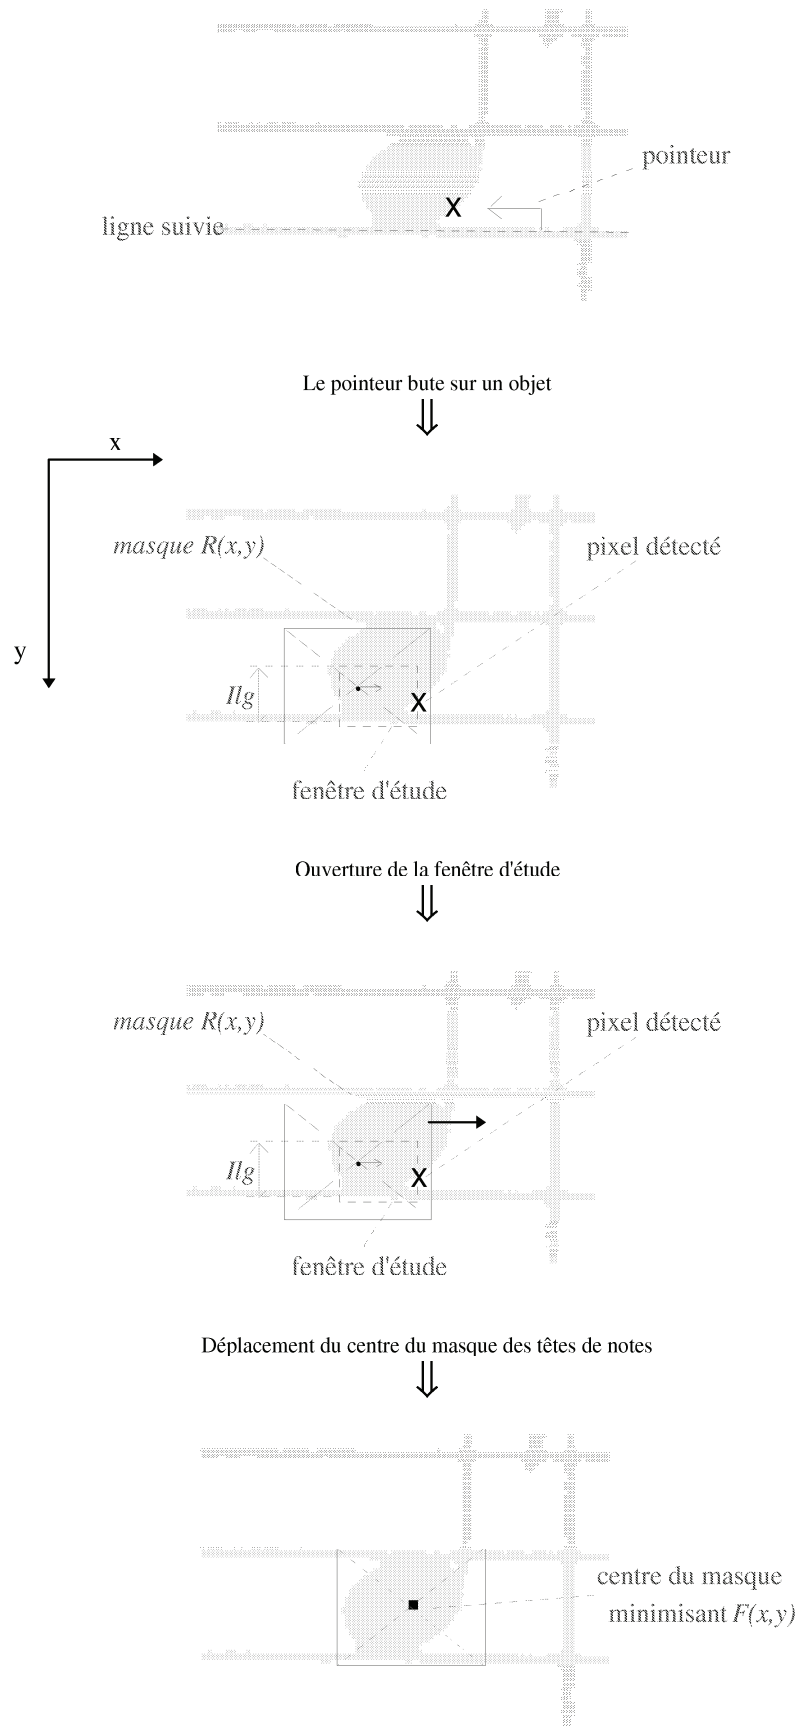 pointeur
X
ligne suivie
Le pointeur bute sur un objet
x
masque R(x,y)
pixel détecté
y
Ilg
X
fenêtre d'étude
Ouverture de la fenêtre d'étude
masque R(x,y)
pixel détecté
Ilg
X
fenêtre d'étude
Déplacement du centre du masque des têtes de notes
centre du masque
minimisant F(x,y)